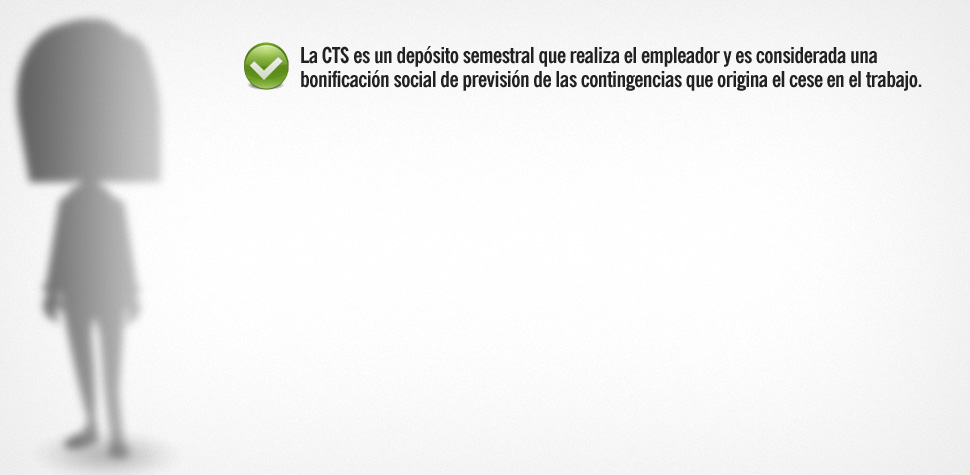 La CTS es un depósito semestral que realiza el empleador y es considerada una
bonificación social de previsión de las contingencias que origina el cese en el trabajo.